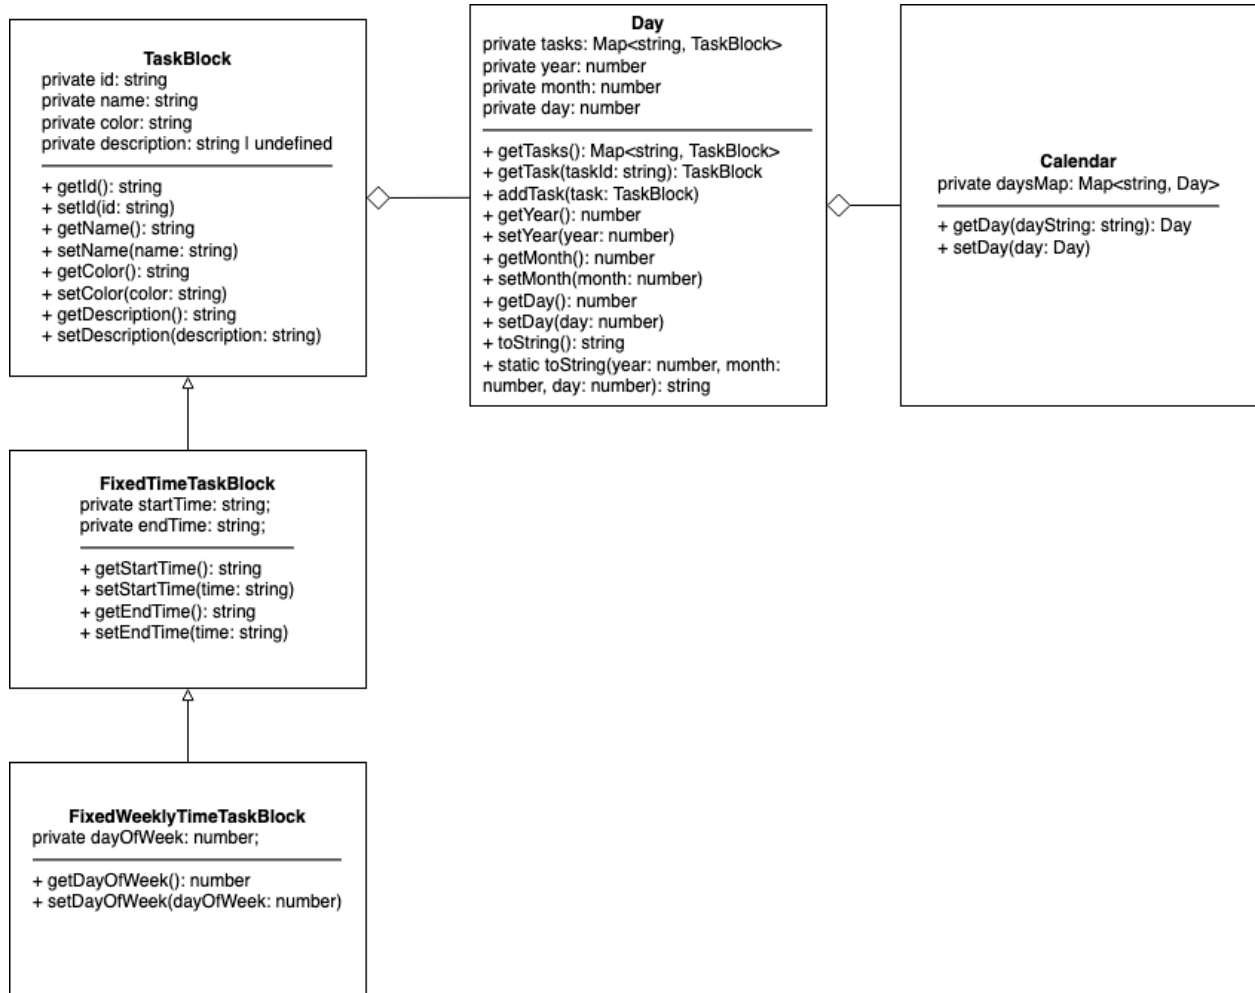 TaskBlock
private id: string
private name: string
private color: string
private description: string | undefined
+ getId(): string
+ setId(id: string)
+ getName(): string
+ setName(name: string)
+ getColor(): string
+ setColor(color: string)
+ getDescription(): string
+ setDescription(description: string)
Day
private tasks: Map<string, TaskBlock>
private year: number
private month: number
private day: number
+ getTasks(): Map<string, TaskBlock>
+ getTask(taskId: string): TaskBlock
+ addTask(task: TaskBlock)
+ getYear(): number
+ setYear(year: number)
+ getMonth(): number
+ setMonth(month: number)
+ getDay(): number
+ setDay(day: number)
+ toString(): string
+ static toString(year: number, month:
number, day: number): string
Calendar
private daysMap: Map<string, Day>
+ getDay(dayString: string): Day
+ setDay(day: Day)
FixedTimeTaskBlock
private startTime: string;
private endTime: string;
+ getStartTime(): string
+ setStartTime(time: string)
+ getEndTime(): string
+ setEndTime(time: string)
FixedWeeklyTimeTaskBlock
private dayOfWeek: number;
+ getDayOfWeek(): number
+ setDayOfWeek(dayOfWeek: number)